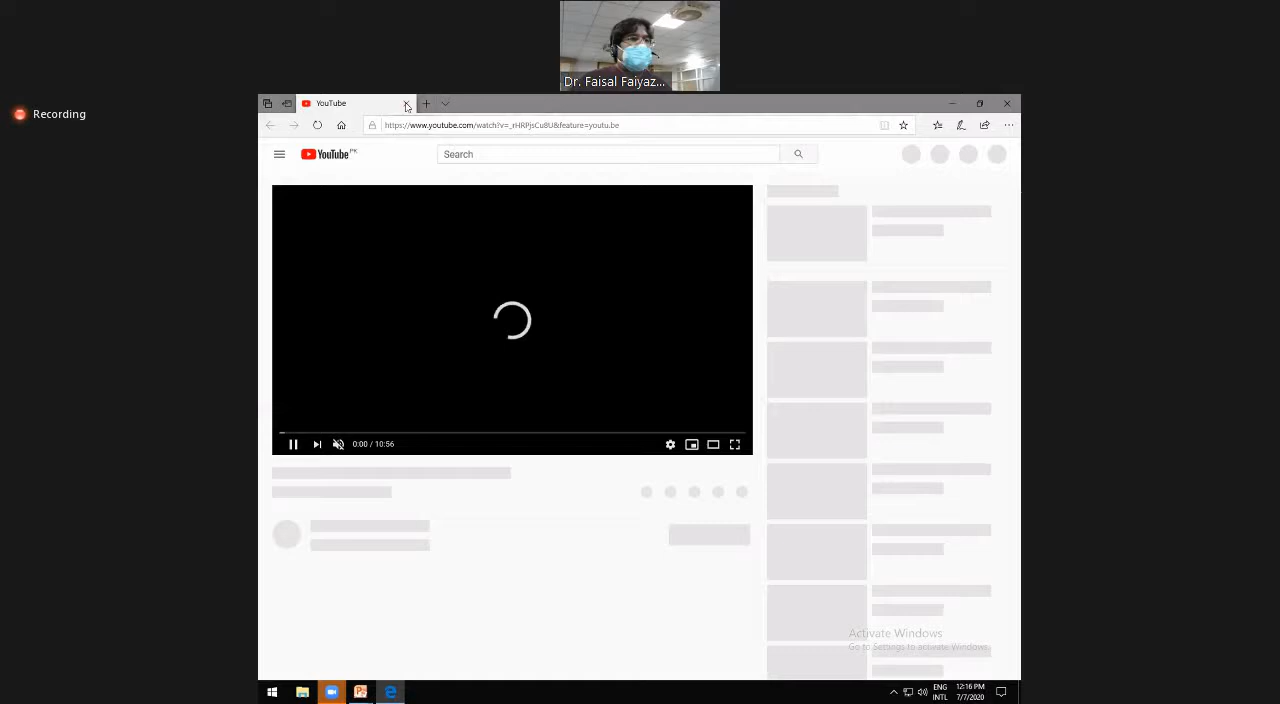 Dr. Faisal Faiyaz...
Recording
YouTube
https://www.youtube.com/watch?v=_rHRPjsCu8U&feature=youtu.be
YouTube PK
Search
0:00 / 10:56
Activate Windows
Go to Settings to activate Windows.
ENG
INTL
12:16 PM
7/7/2020